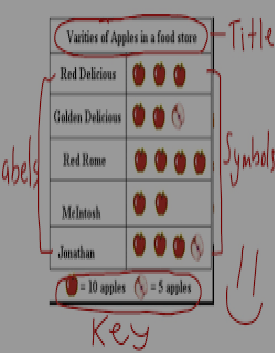 Varities of Apples in a food store
Title
Red Delicious
Golden Delicious
abels
Red Rome
Symbols
McIntosh
Jonathan
= 10 apples = 5 apples
Key